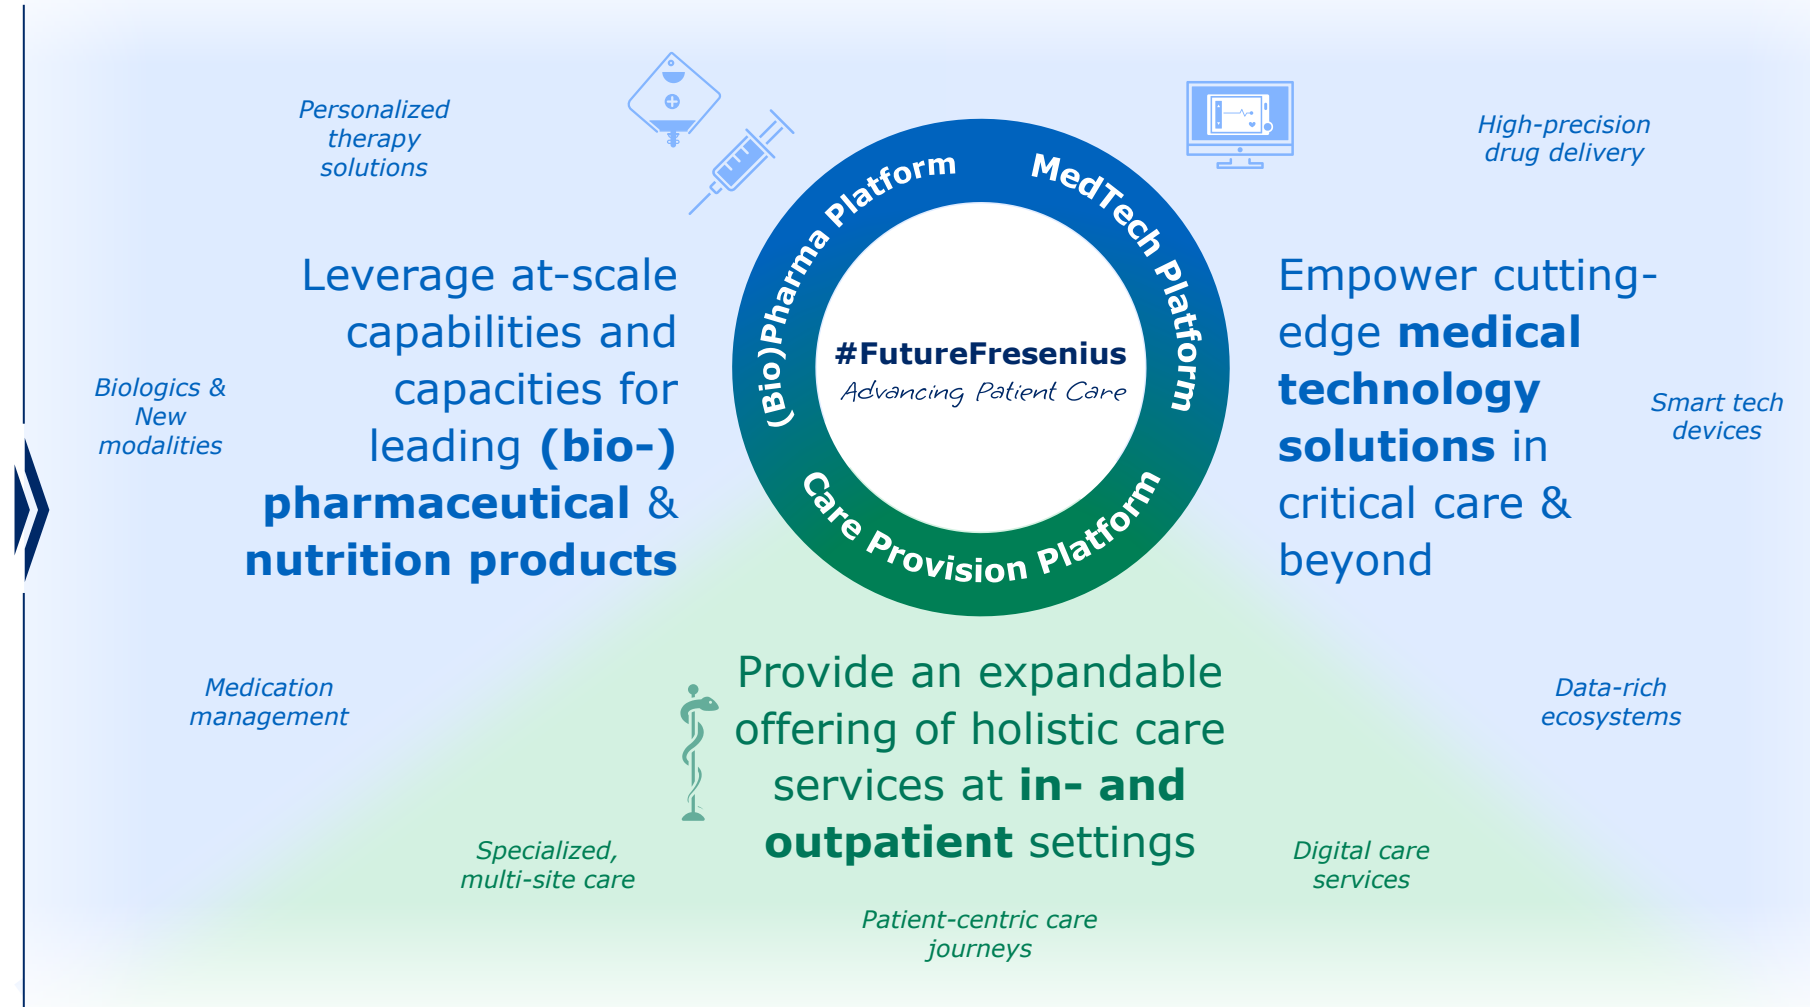 Personalized
therapy
solutions
High-precision
drug delivery
(Bio)Pharma Platform
MedTech Platform
Care Provision Platform
#FutureFresenius
Advancing Patient Care
Leverage at-scale
capabilities and
capacities for
leading (bio-)
pharmaceutical &
nutrition products
Empower cutting-
edge medical
technology
solutions in
critical care &
beyond
Biologics &
New
modalities
Smart tech
devices
Medication
management
Data-rich
ecosystems
Provide an expandable
offering of holistic care
services at in- and
outpatient settings
Specialized,
multi-site care
Digital care
services
Patient-centric care
journeys